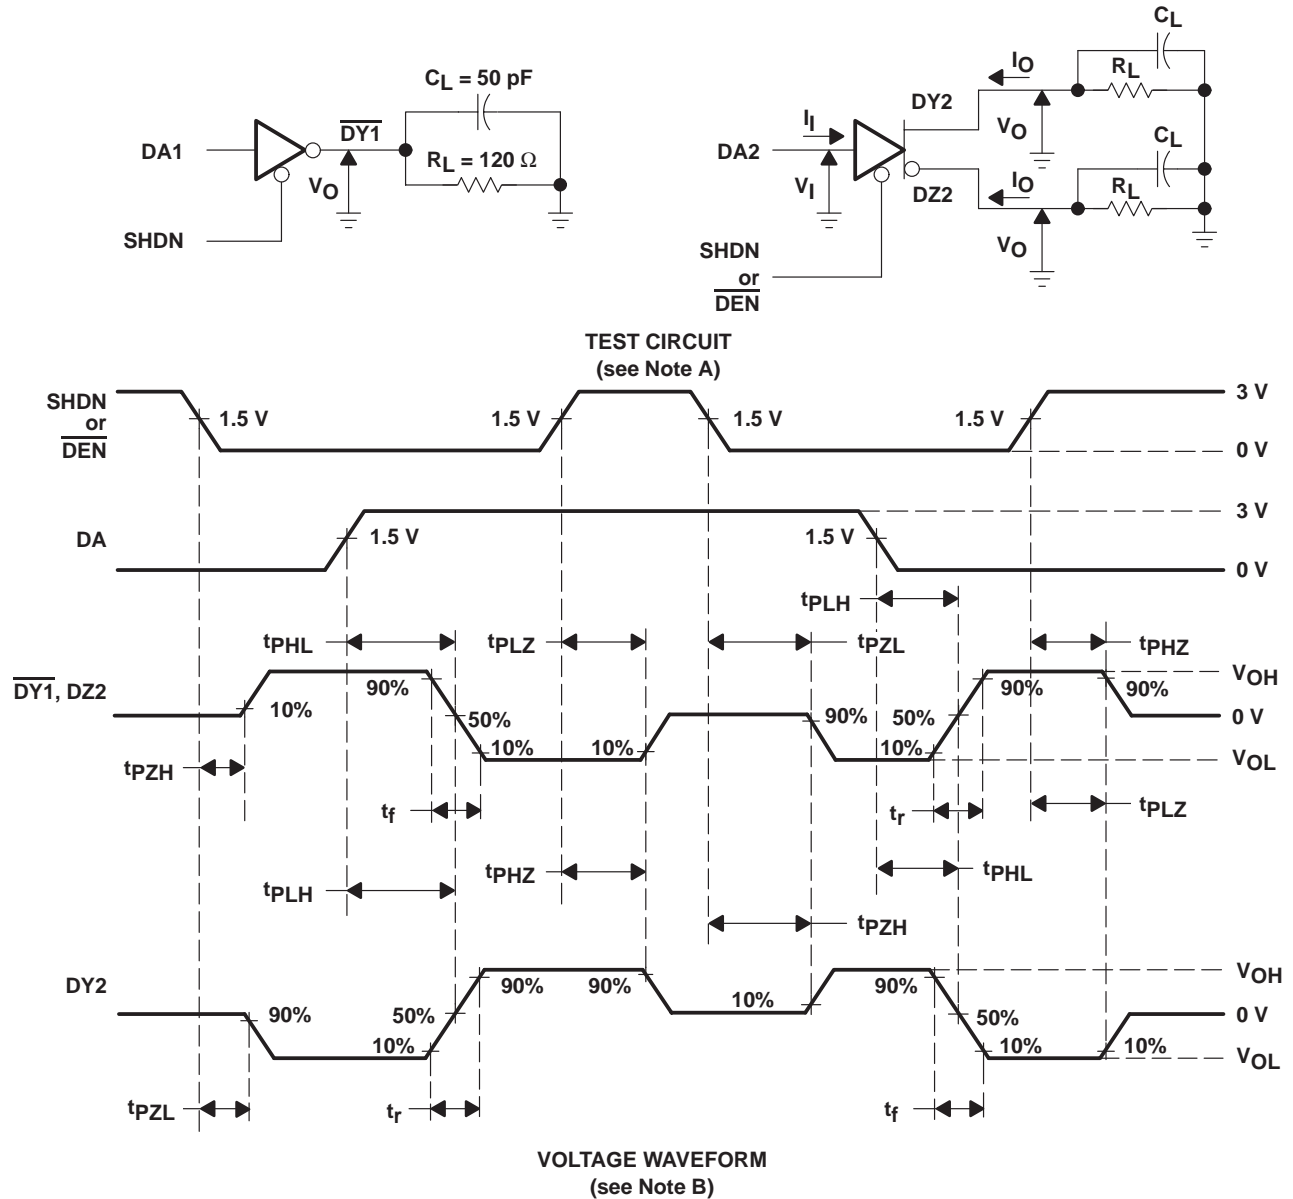 CL = 50 pF
DA1
DY1
RL = 120 Ω
VO
SHDN
CL
IO
RL
DY2
II
DA2
VO
CL
VI
DZ2
IO
RL
VO
SHDN
or
DEN
TEST CIRCUIT
(see Note A)
SHDN
or
DEN
1.5 V
1.5 V
1.5 V
1.5 V
3 V
0 V
DA
1.5 V
1.5 V
3 V
0 V
tPLH
tPHL
tPLZ
tPZL
tPHZ
DY1, DZ2
10%
90%
50%
10%
10%
90%
50%
10%
90%
90%
VOH
0 V
VOL
tPZH
tf
tr
tPLZ
tPLH
tPHZ
tPHL
tPZH
DY2
90%
50%
10%
90%
90%
10%
90%
50%
10%
10%
VOH
0 V
VOL
tPZL
tr
tf
VOLTAGE WAVEFORM
(see Note B)